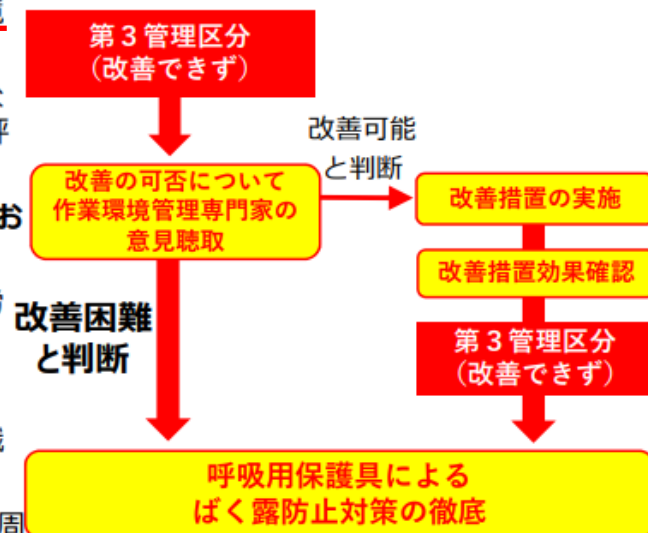 第３管理区分
（改善できず）
改善可能
と判断
改善の可否について
作業環境管理専門家の
意見聴取
改善措置の実施
お
改善措置効果確認
改善困難
と判断
第３管理区分
（改善できず）
呼吸用保護具による
ばく露防止対策の徹底
周